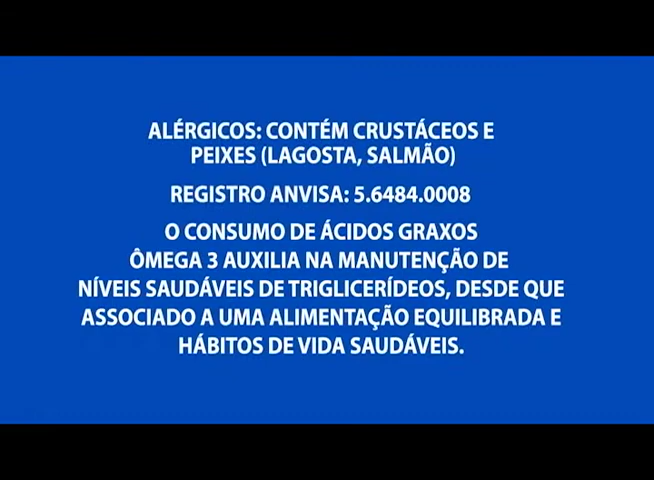 ALÉRGICOS: CONTÉM CRUSTÁCEOS E
PEIXES (LAGOSTA, SALMÃO)
REGISTRO ANVISA: 5.6484.0008
O CONSUMO DE ÁCIDOS GRAXOS
ÔMEGA 3 AUXILIA NA MANUTENÇÃO DE
NÍVEIS SAUDÁVEIS DE TRIGLICERÍDEOS, DESDE QUE
ASSOCIADO A UMA ALIMENTAÇÃO EQUILIBRADA E
HÁBITOS DE VIDA SAUDÁVEIS.